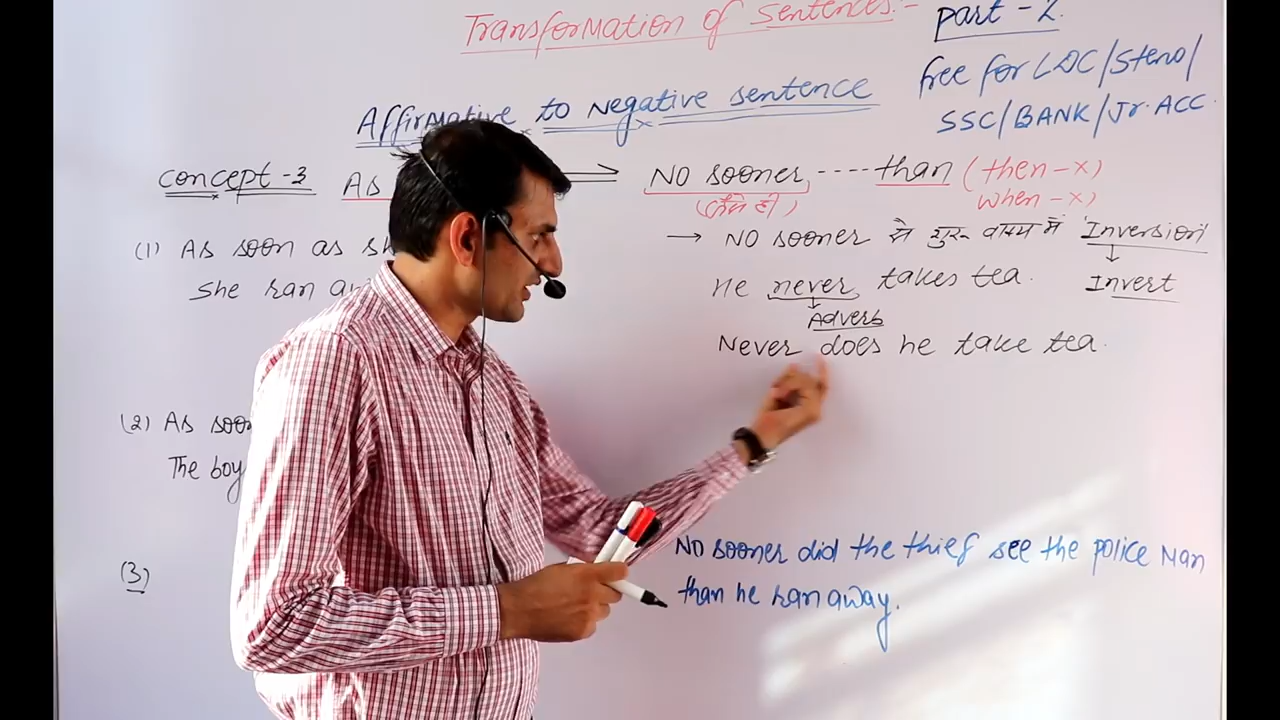 Transformation of Sentences:- Part-2.
free for LDC/Steno/
SSC/BANK/Jr. ACC.
Affirmative to Negative sentence
concept-3 AS ⇒ NO sooner ---- than (then-×)
(जैसे ही) when-×)
→ NO sooner से शुरु वाक्य में 'Inversion'
↓
(1) As soon as
He never takes tea. Invert
She ran
↓
Adverb
Never does he take tea.
(2) As
The boy
(3)
NO sooner did the thief see the police Man
than he ran away.